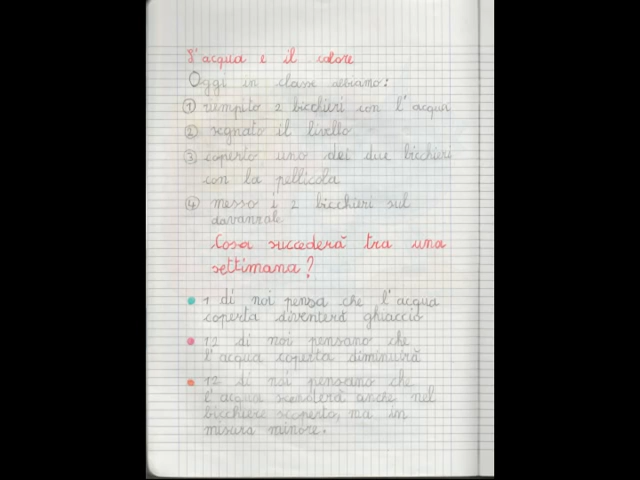 L'acqua e il calore
Oggi in classe abbiamo:
1 riempito 2 bicchieri con l'acqua
2 segnato il livello
3 coperto uno dei due bicchieri
con la pellicola
4 messo i 2 bicchieri sul
davanzale
Cosa succederà tra una
settimana?
1 di noi pensa che l'acqua
coperta diventerà ghiaccio
12 di noi pensano che
l'acqua coperta diminuirà
12 di noi pensano che
l'acqua scenderà anche nel
bicchiere scoperto, ma in
misura minore.